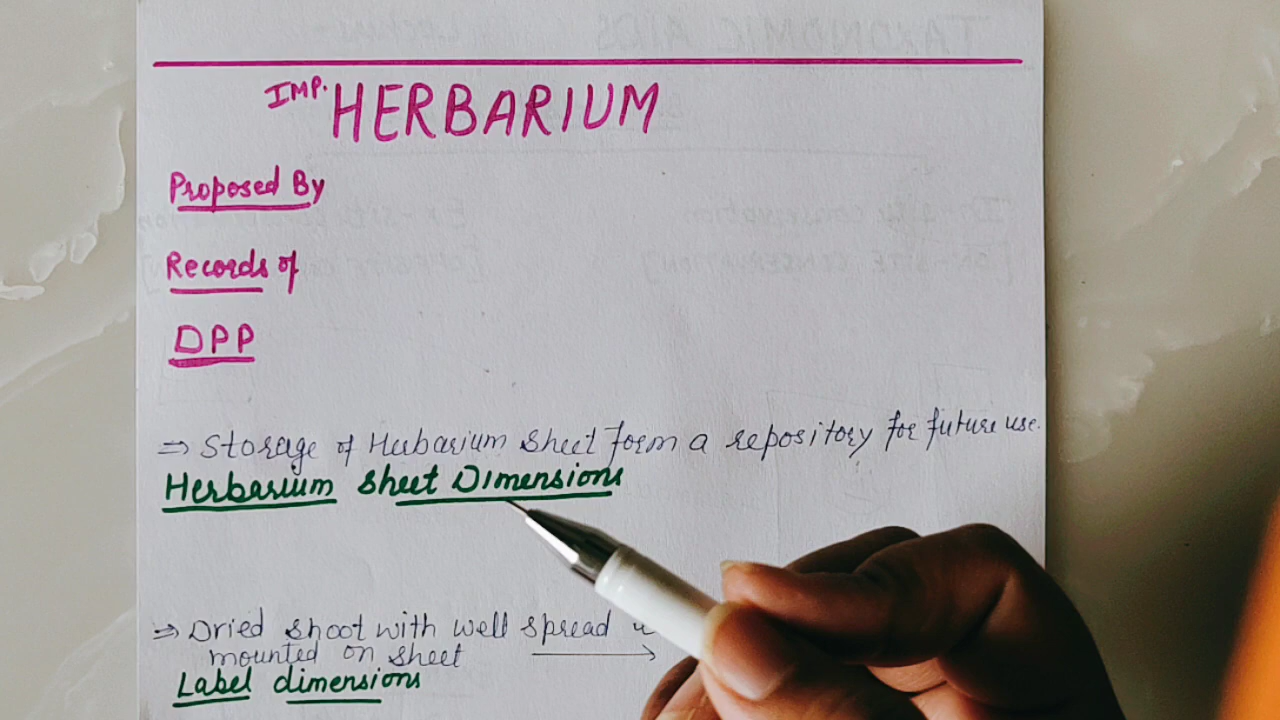 IMP. HERBARIUM
Proposed By
Records of
DPP
⇒ Storage of Herbarium sheet form a repository for future use.
Herbarium Sheet Dimensions
⇒ Dried shoot with well spread
mounted on sheet
Label dimensions